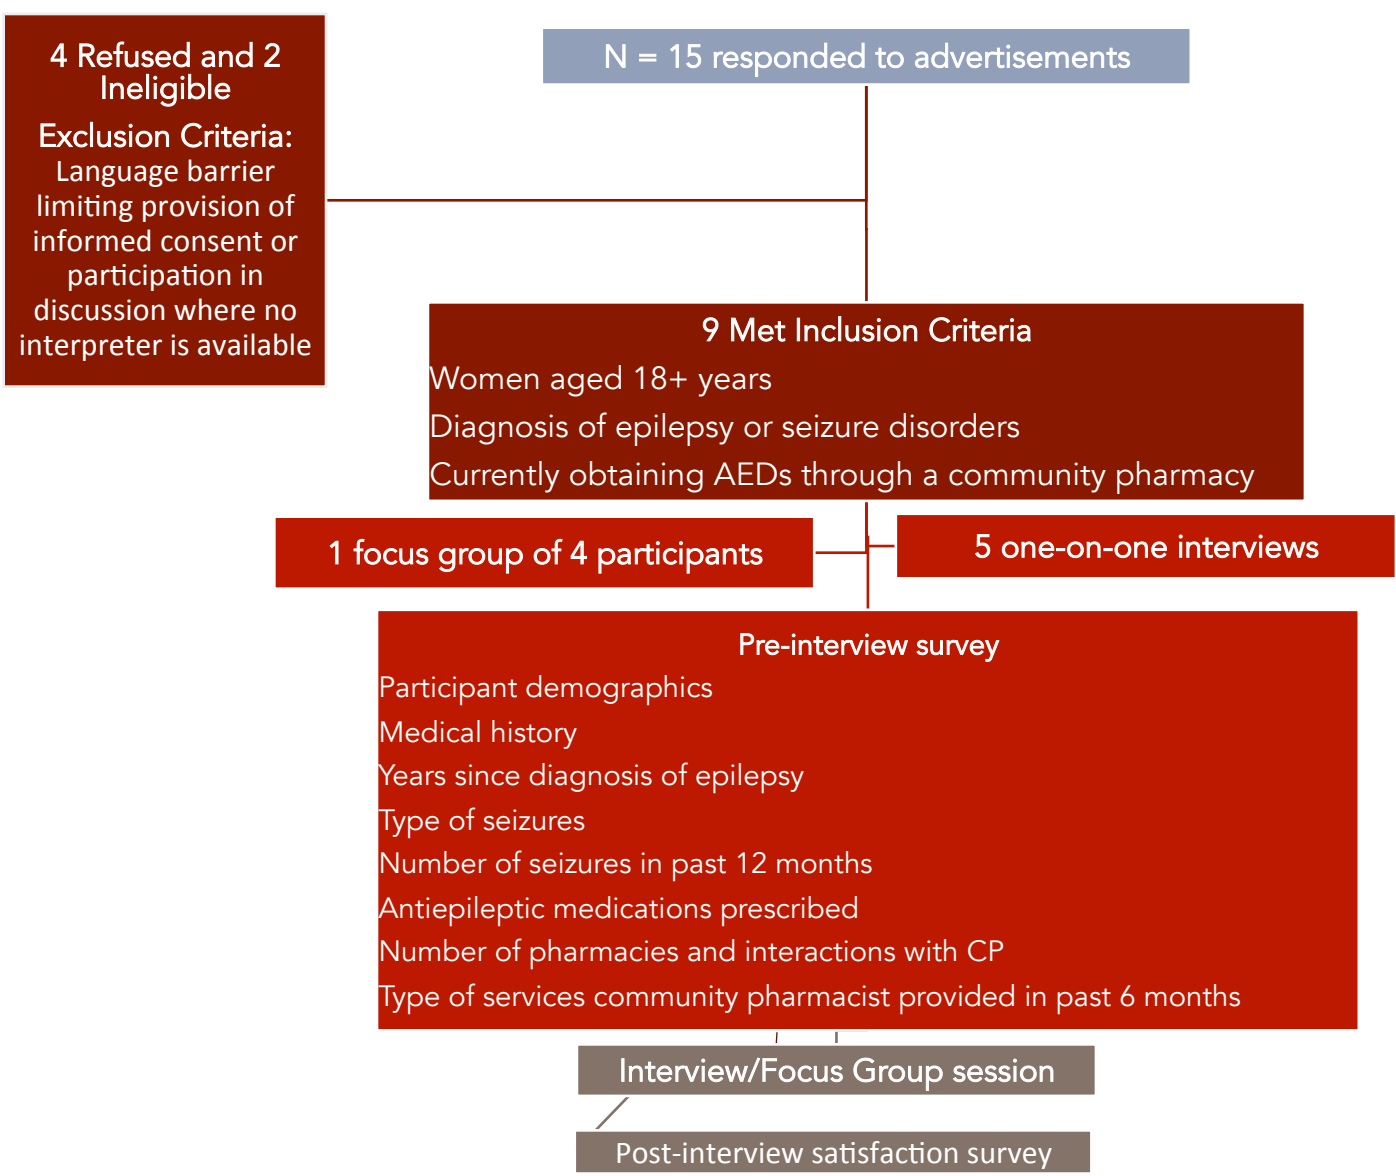 4 Refused and 2
Ineligible
Exclusion Criteria:
Language barrier
limiting provision of
informed consent or
participation in
discussion where no
interpreter is available
N = 15 responded to advertisements
9 Met Inclusion Criteria
Women aged 18+ years
Diagnosis of epilepsy or seizure disorders
Currently obtaining AEDs through a community pharmacy
1 focus group of 4 participants
5 one-on-one interviews
Pre-interview survey
Participant demographics
Medical history
Years since diagnosis of epilepsy
Type of seizures
Number of seizures in past 12 months
Antiepileptic medications prescribed
Number of pharmacies and interactions with CP
Type of services community pharmacist provided in past 6 months
Interview/Focus Group session
Post-interview satisfaction survey